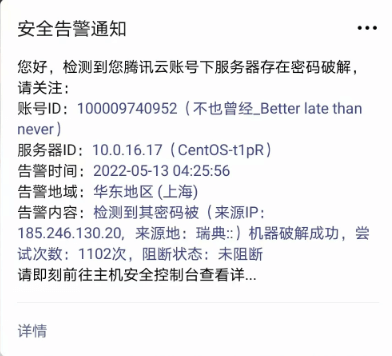 安全告警通知
您好，检测到您腾讯云账号下服务器存在密码破解，
请关注：
账号ID：100009740952（不也曾经_Better late than
never）
服务器ID：10.0.16.17（CentOS-t1pR）
告警时间：2022-05-13 04:25:56
告警地域：华东地区 (上海)
告警内容：检测到其密码被（来源IP：
185.246.130.20，来源地：瑞典::）机器破解成功，尝
试次数：1102次，阻断状态：未阻断
请即刻前往主机安全控制台查看详...
详情